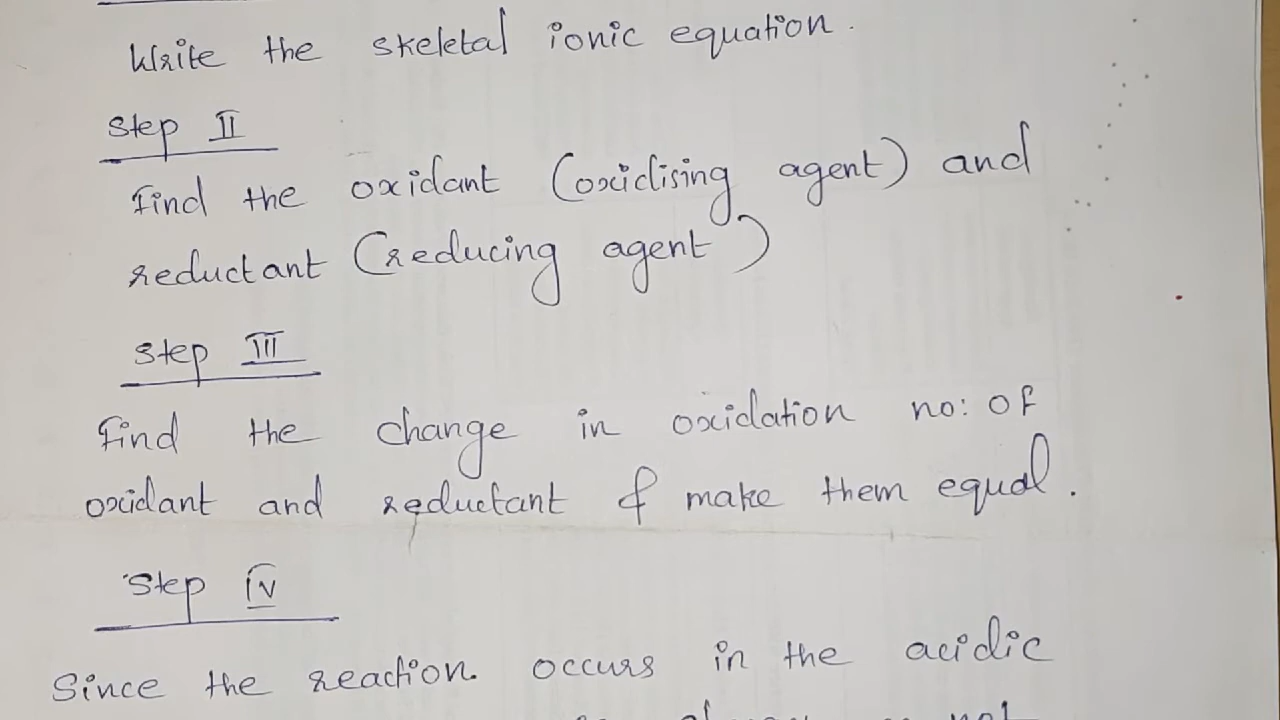 Write the skeletal ionic equation.
Step II
Find the oxidant (oxidising agent) and
reductant (reducing agent)
Step III
Find the change in oxidation no: of
oxidant and reductant & make them equal.
Step IV
Since the reaction occurs in the acidic